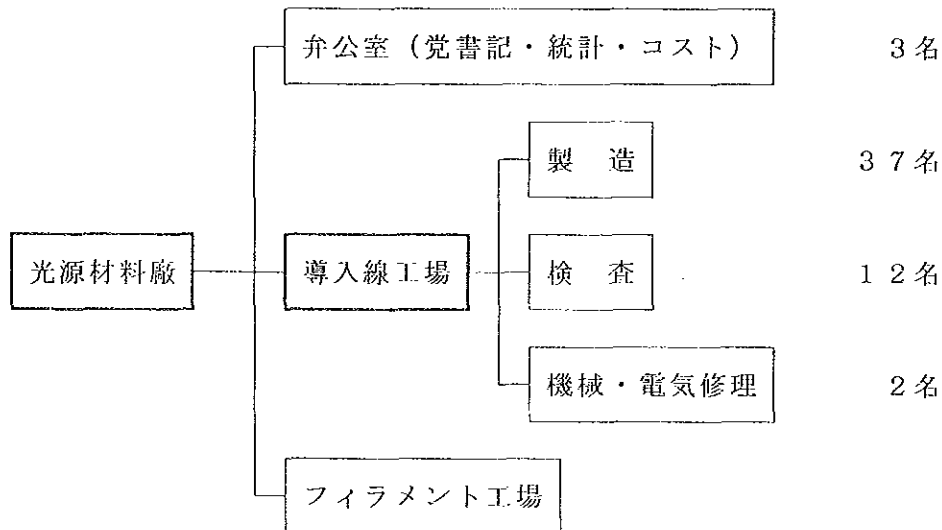 弁公室（党書記・統計・コスト） 3名
製 造 37名
光源材料廠
導入線工場
検 査 12名
機械・電気修理 2名
フィラメント工場